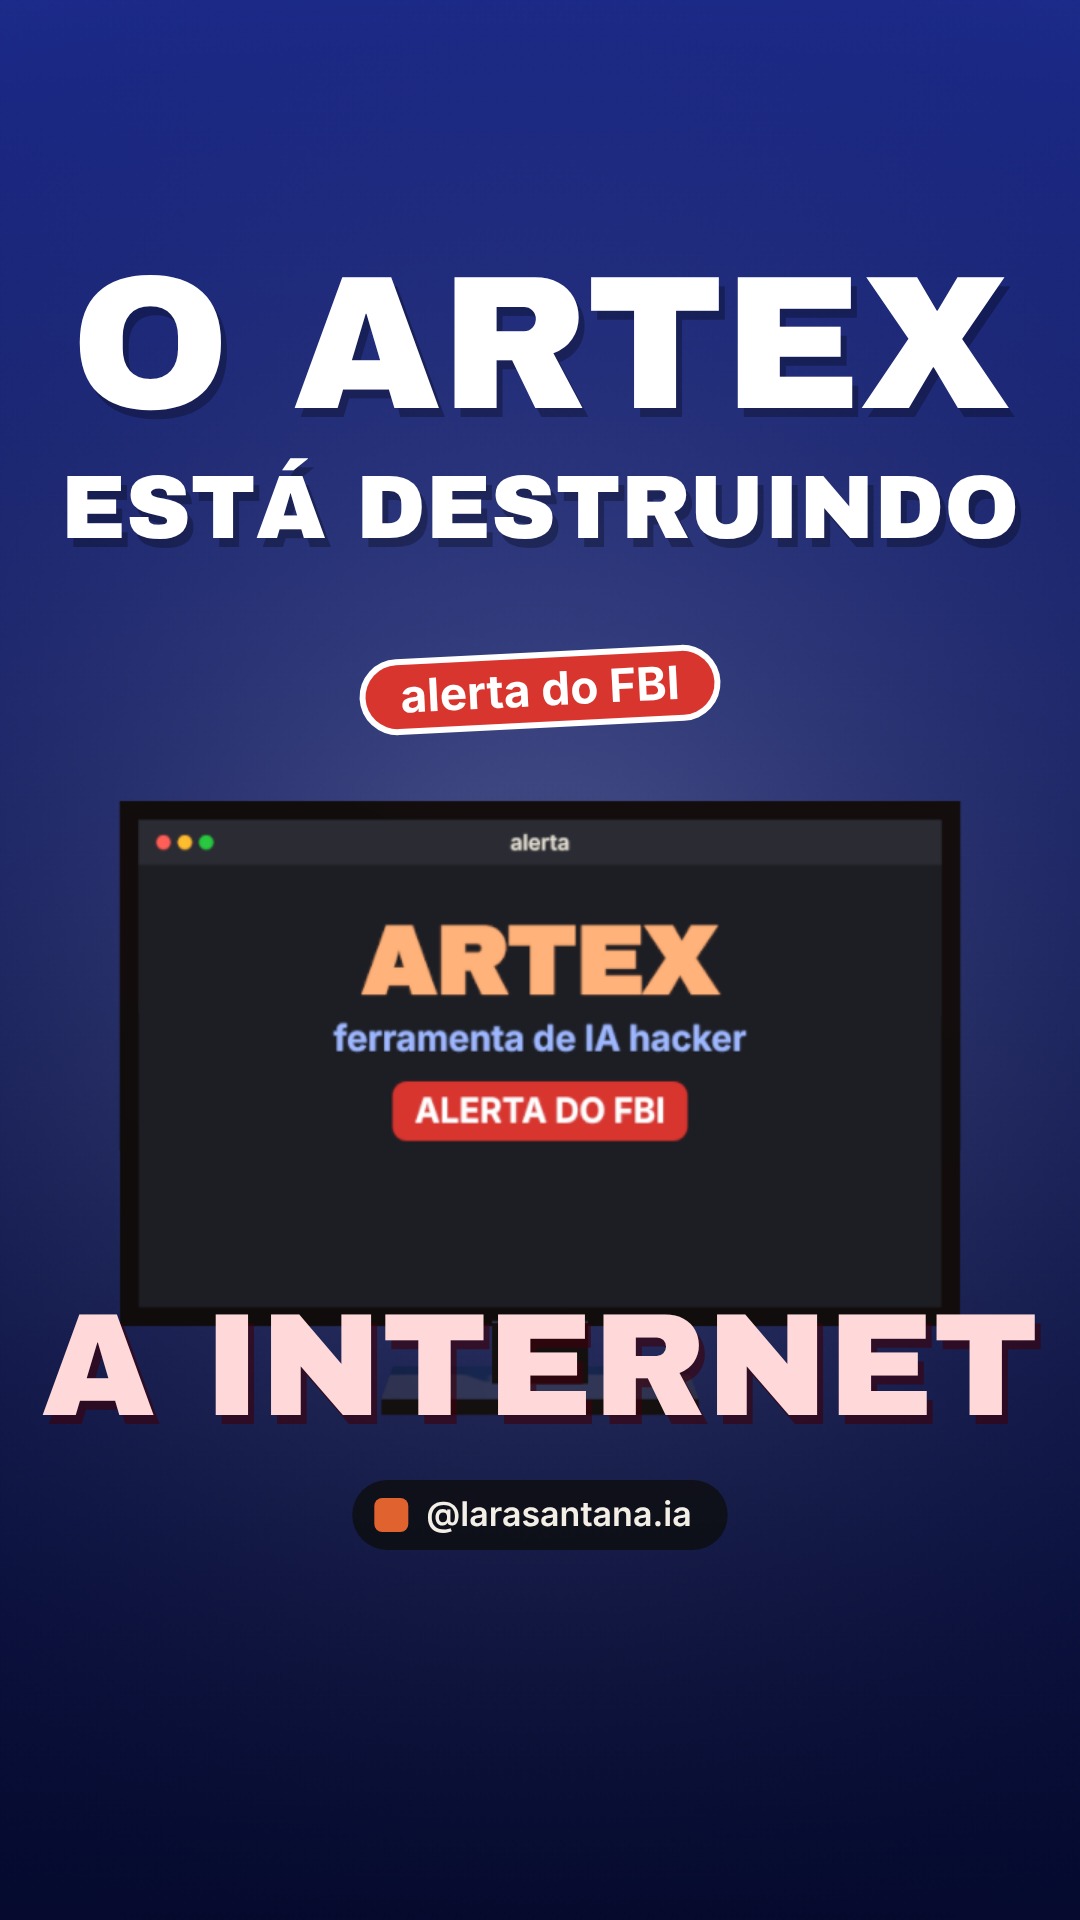 O ARTEX
ESTÁ DESTRUINDO
alerta do FBI
alerta
ARTEX
ferramenta de IA hacker
ALERTA DO FBI
A INTERNET
@larasantana.ia